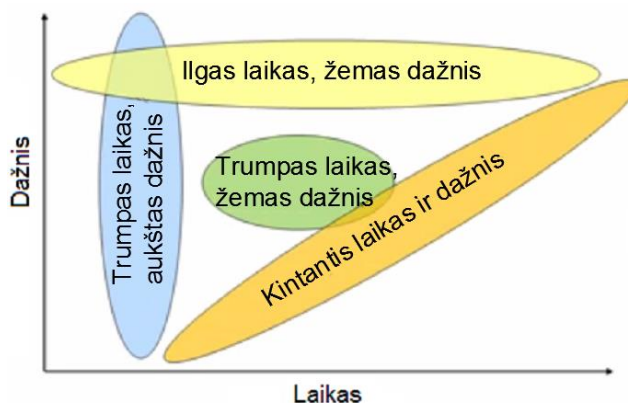 Ilgas laikas, žemas dažnis
Trumpas laikas,
aukštas dažnis
Trumpas laikas,
žemas dažnis
Kintantis laikas ir dažnis
Dažnis
Laikas